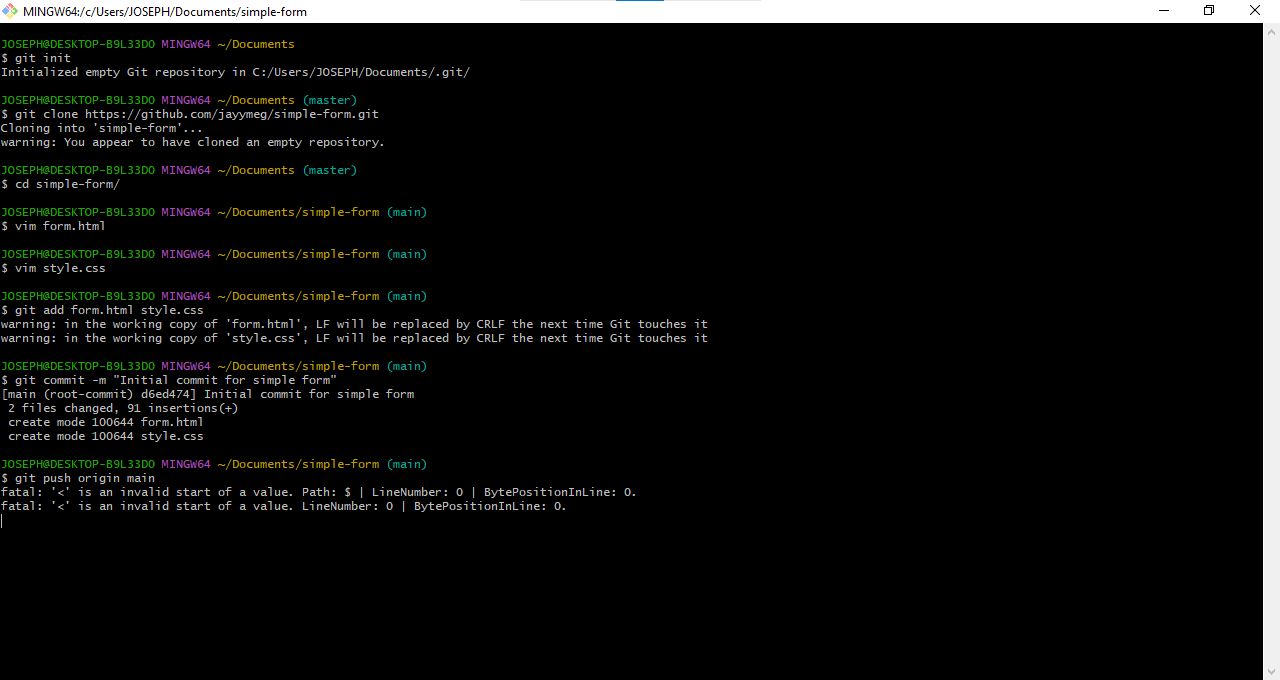 MINGW64:/c/Users/JOSEPH/Documents/simple-form
JOSEPH@DESKTOP-B9L33DO MINGW64 ~/Documents
$ git init
Initialized empty Git repository in C:/Users/JOSEPH/Documents/.git/
JOSEPH@DESKTOP-B9L33DO MINGW64 ~/Documents (master)
$ git clone https://github.com/jayymeg/simple-form.git
Cloning into 'simple-form'...
warning: You appear to have cloned an empty repository.
JOSEPH@DESKTOP-B9L33DO MINGW64 ~/Documents (master)
$ cd simple-form/
JOSEPH@DESKTOP-B9L33DO MINGW64 ~/Documents/simple-form (main)
$ vim form.html
JOSEPH@DESKTOP-B9L33DO MINGW64 ~/Documents/simple-form (main)
$ vim style.css
JOSEPH@DESKTOP-B9L33DO MINGW64 ~/Documents/simple-form (main)
$ git add form.html style.css
warning: in the working copy of 'form.html', LF will be replaced by CRLF the next time Git touches it
warning: in the working copy of 'style.css', LF will be replaced by CRLF the next time Git touches it
JOSEPH@DESKTOP-B9L33DO MINGW64 ~/Documents/simple-form (main)
$ git commit -m "Initial commit for simple form"
[main (root-commit) d6ed474] Initial commit for simple form
 2 files changed, 91 insertions(+)
 create mode 100644 form.html
 create mode 100644 style.css
JOSEPH@DESKTOP-B9L33DO MINGW64 ~/Documents/simple-form (main)
$ git push origin main
fatal: '<' is an invalid start of a value. Path: $ | LineNumber: 0 | BytePositionInLine: 0.
fatal: '<' is an invalid start of a value. LineNumber: 0 | BytePositionInLine: 0.